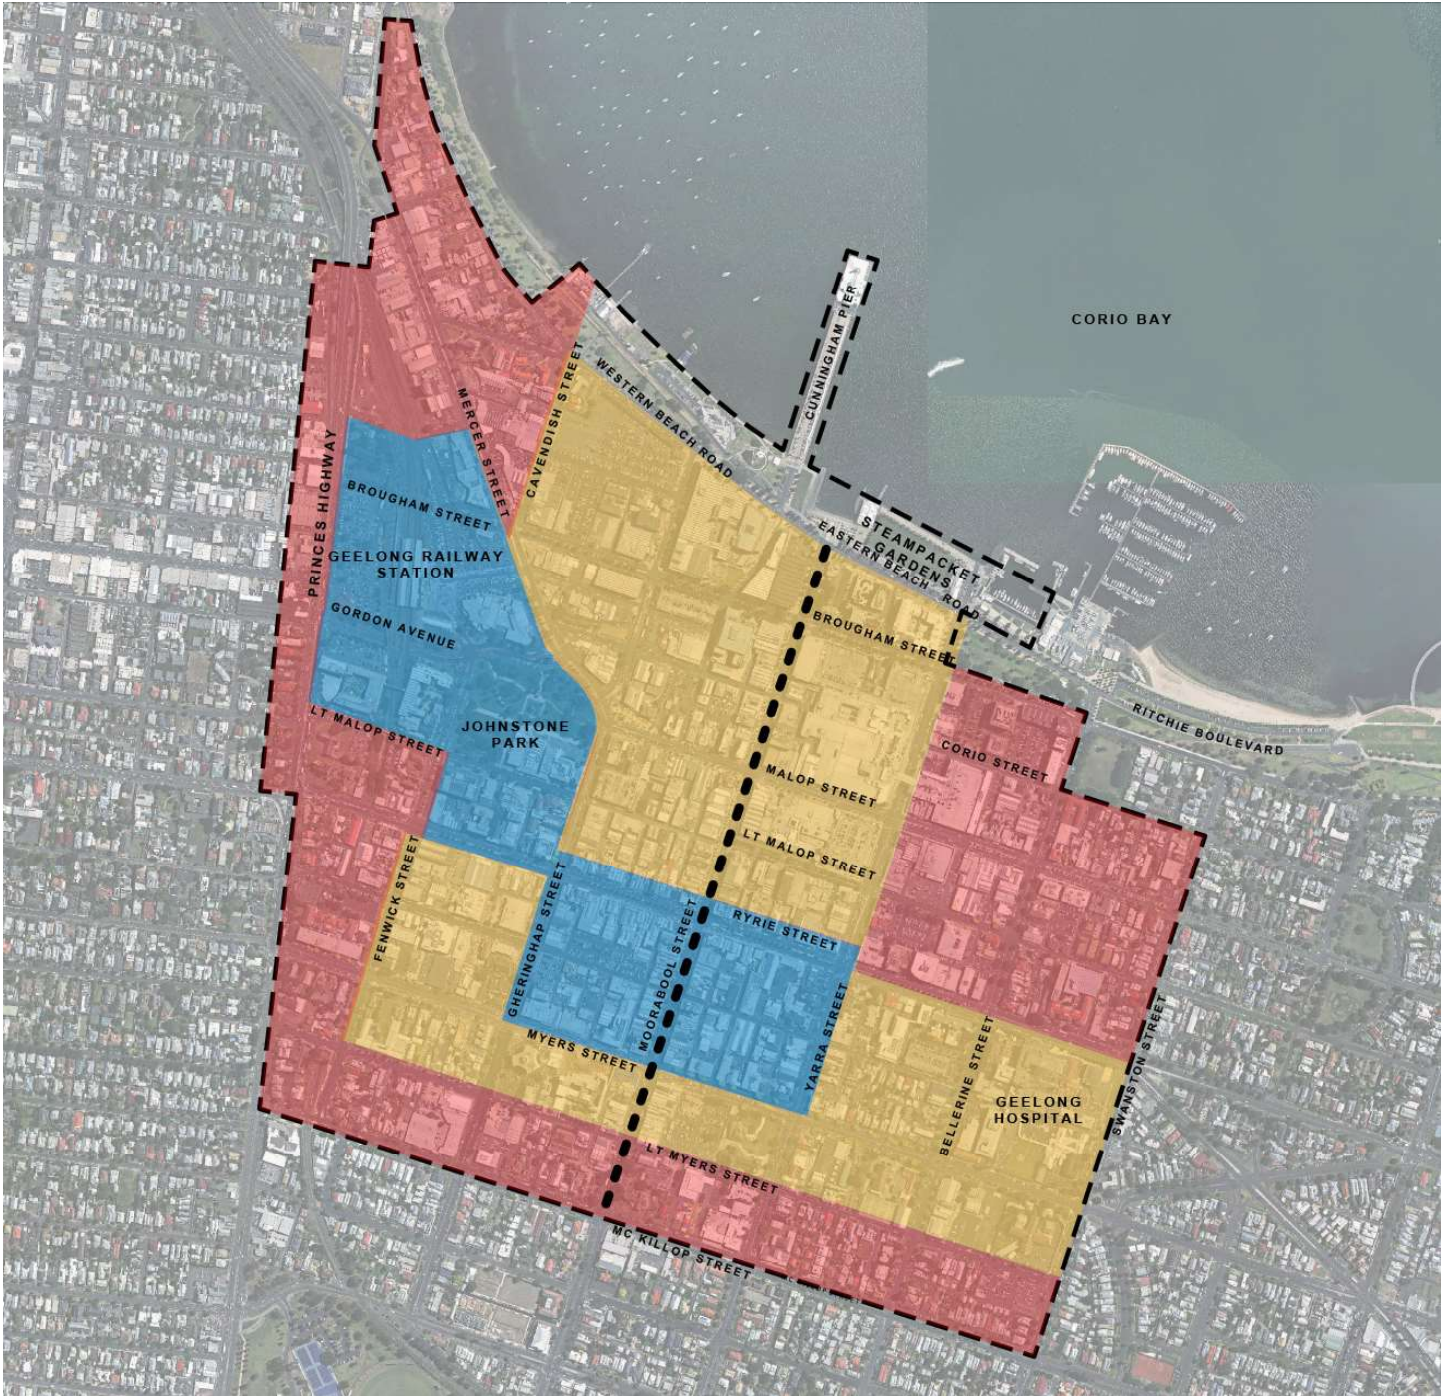 CORIO BAY
CUNNINGHAM PIER
CAVENDISH STREET
WESTERN BEACH ROAD
MERCER STREET
PRINCES HIGHWAY
BROUGHAM STREET
STEAMPACKET
GARDENS
EASTERN BEACH ROAD
GEELONG RAILWAY
STATION
GORDON AVENUE
BROUGHAM STREET
LT MALOP STREET
JOHNSTONE
PARK
RITCHIE BOULEVARD
CORIO STREET
MALOP STREET
LT MALOP STREET
FENWICK STREET
GHERINGHAP STREET
MOORABOOL STREET
RYRIE STREET
YARRA STREET
MYERS STREET
BELLERINE STREET
SWANSTON STREET
GEELONG
HOSPITAL
LT MYERS STREET
MC KILLOP STREET